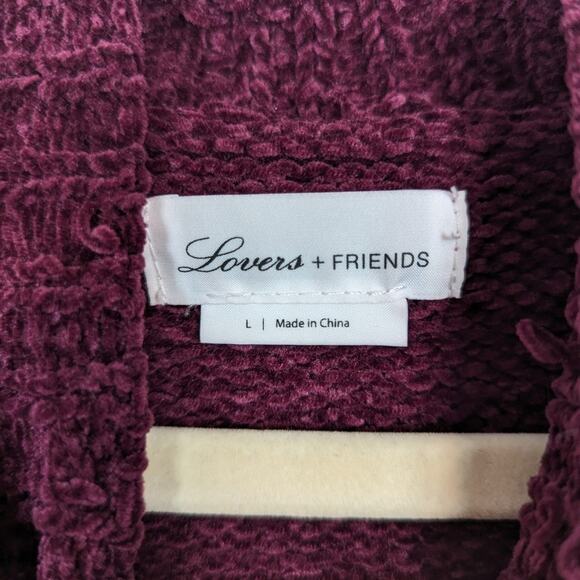 Lovers + FRIENDS
L | Made in China